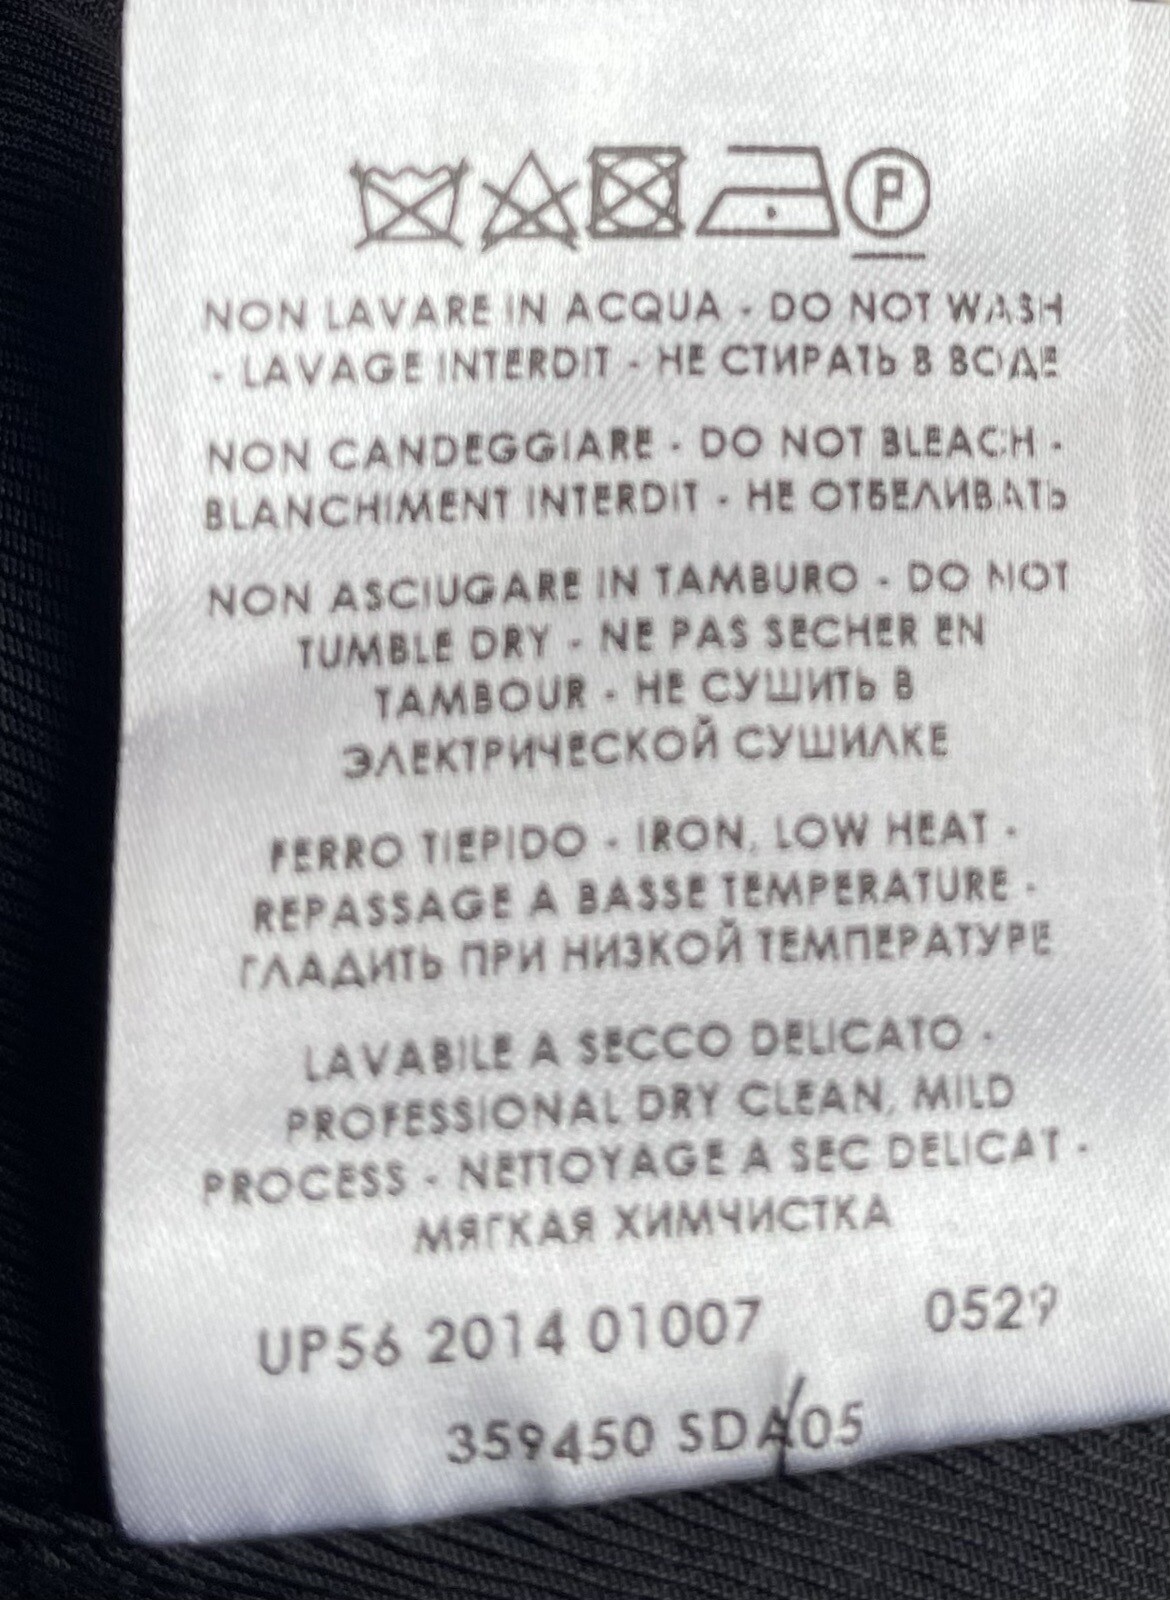 P
NON LAVARE IN ACQUA - DO NOT WASH
- LAVAGE INTERDIT - НЕ СТИРАТЬ В ВОДЕ
NON CANDEGGIARE - DO NOT BLEACH -
BLANCHIMENT INTERDIT - НЕ ОТБЕЛИВАТЬ
NON ASCIUGARE IN TAMBURO - DO NOT
TUMBLE DRY - NE PAS SECHER EN
TAMBOUR - НЕ СУШИТЬ В
ЭЛЕКТРИЧЕСКОЙ СУШИЛКЕ
FERRO TIEPIDO - IRON, LOW HEAT -
REPASSAGE A BASSE TEMPERATURE -
ГЛАДИТЬ ПРИ НИЗКОЙ ТЕМПЕРАТУРЕ
LAVABILE A SECCO DELICATO -
PROFESSIONAL DRY CLEAN, MILD
PROCESS - NETTOYAGE A SEC DELICAT -
МЯГКАЯ ХИМЧИСТКА
UP56 2014 01007 0529
359450 SDA/05